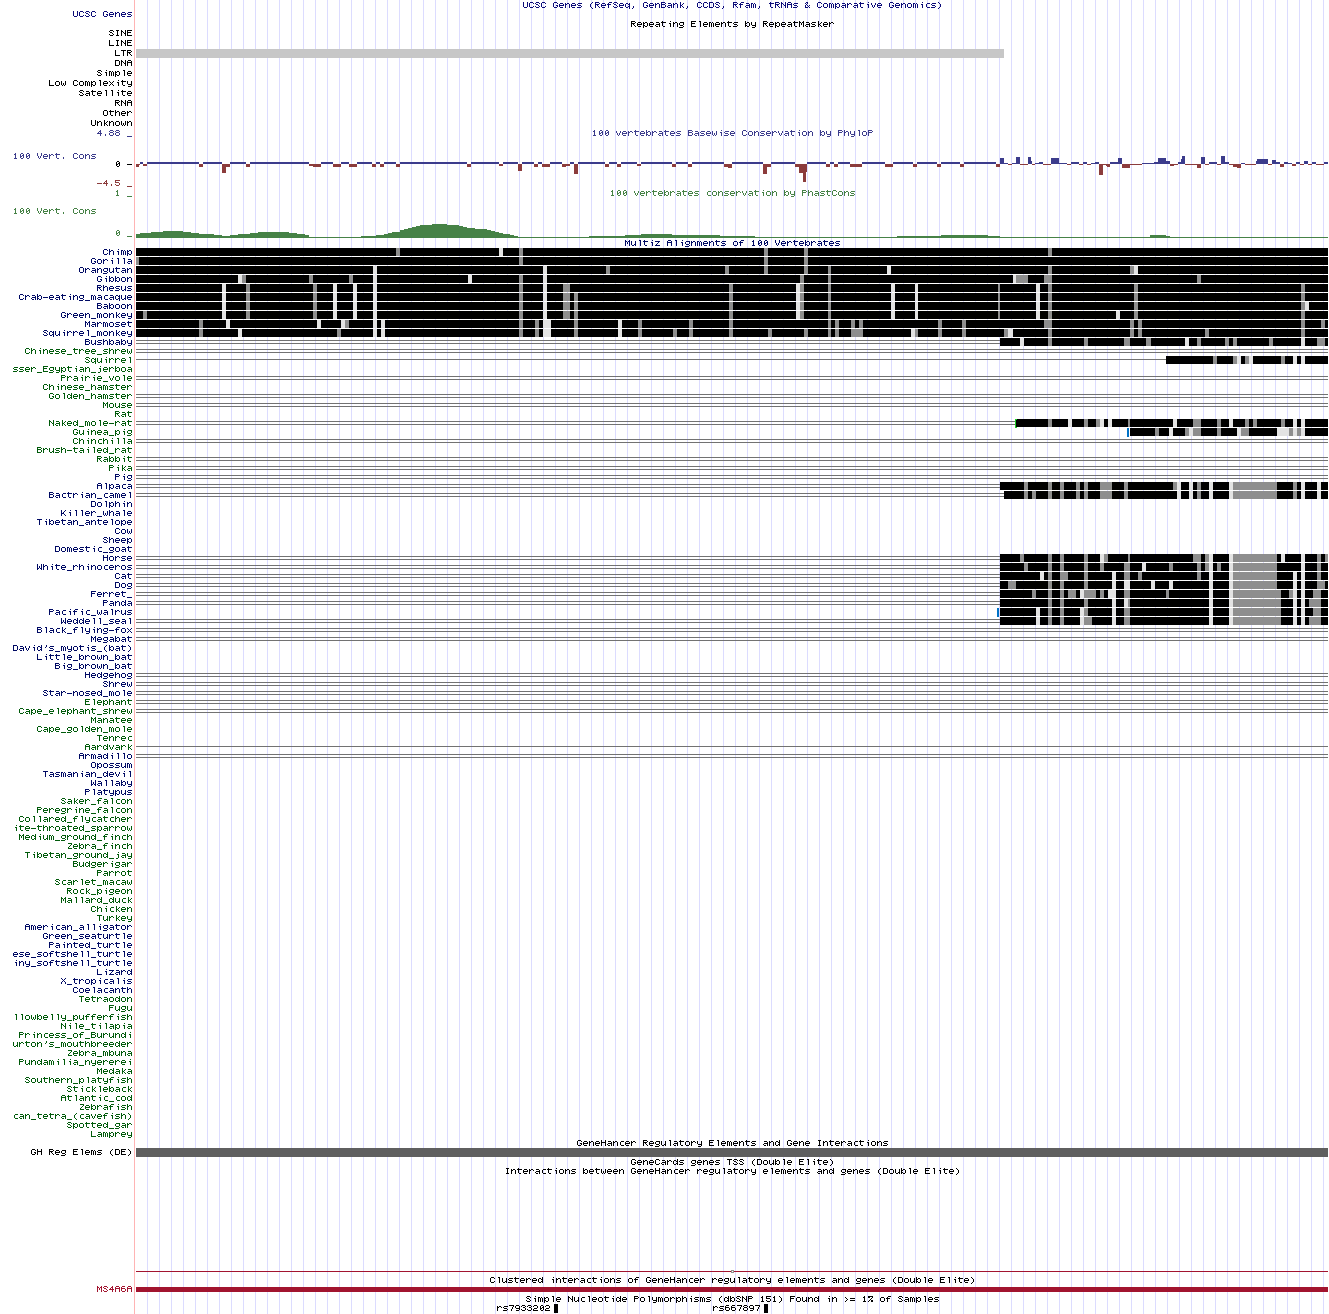 UCSC Genes (RefSeq, GenBank, CCDS, Rfam, tRNAs & Comparative Genomics)
UCSC Genes
Repeating Elements by RepeatMasker
SINE
LINE
LTR
DNA
Simple
Low Complexity
Satellite
RNA
Other
Unknown
4.88 _
100 vertebrates Basewise Conservation by PhyloP
100 Vert. Cons
0 -
-4.5 _
100 vertebrates conservation by PhastCons
1 _
100 Vert. Cons
0 _
Multiz Alignments of 100 Vertebrates
Chimp
Gorilla
Orangutan
Gibbon
Rhesus
Crab-eating_macaque
Baboon
Green_monkey
Marmoset
Squirrel_monkey
Bushbaby
Chinese_tree_shrew
Squirrel
sser_Egyptian_jerboa
Prairie_vole
Chinese_hamster
Golden_hamster
Mouse
Rat
Naked_mole-rat
Guinea_pig
Chinchilla
Brush-tailed_rat
Rabbit
Pika
Pig
Alpaca
Bactrian_camel
Dolphin
Killer_whale
Tibetan_antelope
Cow
Sheep
Domestic_goat
Horse
White_rhinoceros
Cat
Dog
Ferret_
Panda
Pacific_walrus
Weddell_seal
Black_flying-fox
Megabat
David's_myotis_(bat)
Little_brown_bat
Big_brown_bat
Hedgehog
Shrew
Star-nosed_mole
Elephant
Cape_elephant_shrew
Manatee
Cape_golden_mole
Tenrec
Aardvark
Armadillo
Opossum
Tasmanian_devil
Wallaby
Platypus
Saker_falcon
Peregrine_falcon
Collared_flycatcher
ite-throated_sparrow
Medium_ground_finch
Zebra_finch
Tibetan_ground_jay
Budgerigar
Parrot
Scarlet_macaw
Rock_pigeon
Mallard_duck
Chicken
Turkey
American_alligator
Green_seaturtle
Painted_turtle
ese_softshell_turtle
iny_softshell_turtle
Lizard
X_tropicalis
Coelacanth
Tetraodon
Fugu
llowbelly_pufferfish
Nile_tilapia
Princess_of_Burundi
urton's_mouthbreeder
Zebra_mbuna
Pundamilia_nyererei
Medaka
Southern_platyfish
Stickleback
Atlantic_cod
Zebrafish
can_tetra_(cavefish)
Spotted_gar
Lamprey
GeneHancer Regulatory Elements and Gene Interactions
GH Reg Elems (DE)
GeneCards genes TSS (Double Elite)
Interactions between GeneHancer regulatory elements and genes (Double Elite)
Clustered interactions of GeneHancer regulatory elements and genes (Double Elite)
MS4A6A
Simple Nucleotide Polymorphisms (dbSNP 151) Found in >= 1% of Samples
rs7933202 rs667897